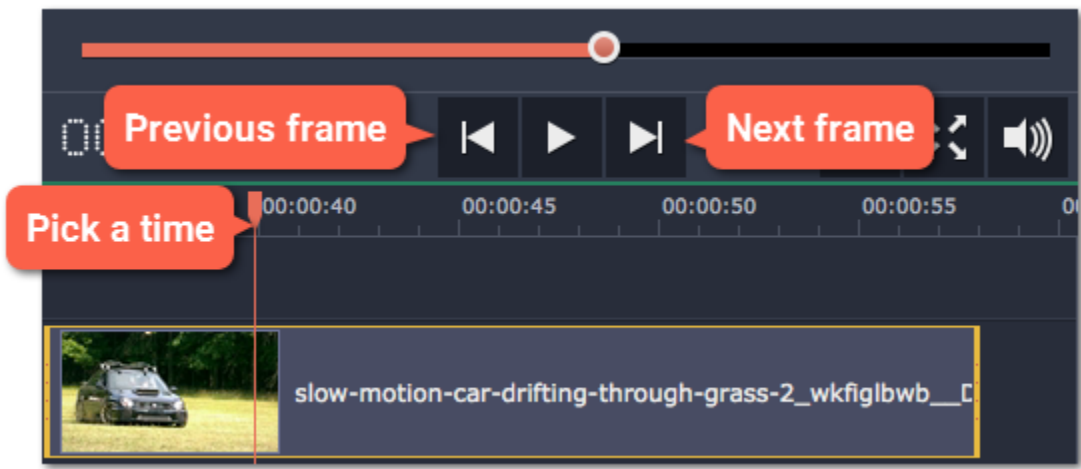 Previous frame
Next frame
Pick a time
00:00:40 00:00:45 00:00:50 00:00:55
slow-motion-car-drifting-through-grass-2_wkfiglbwb__D